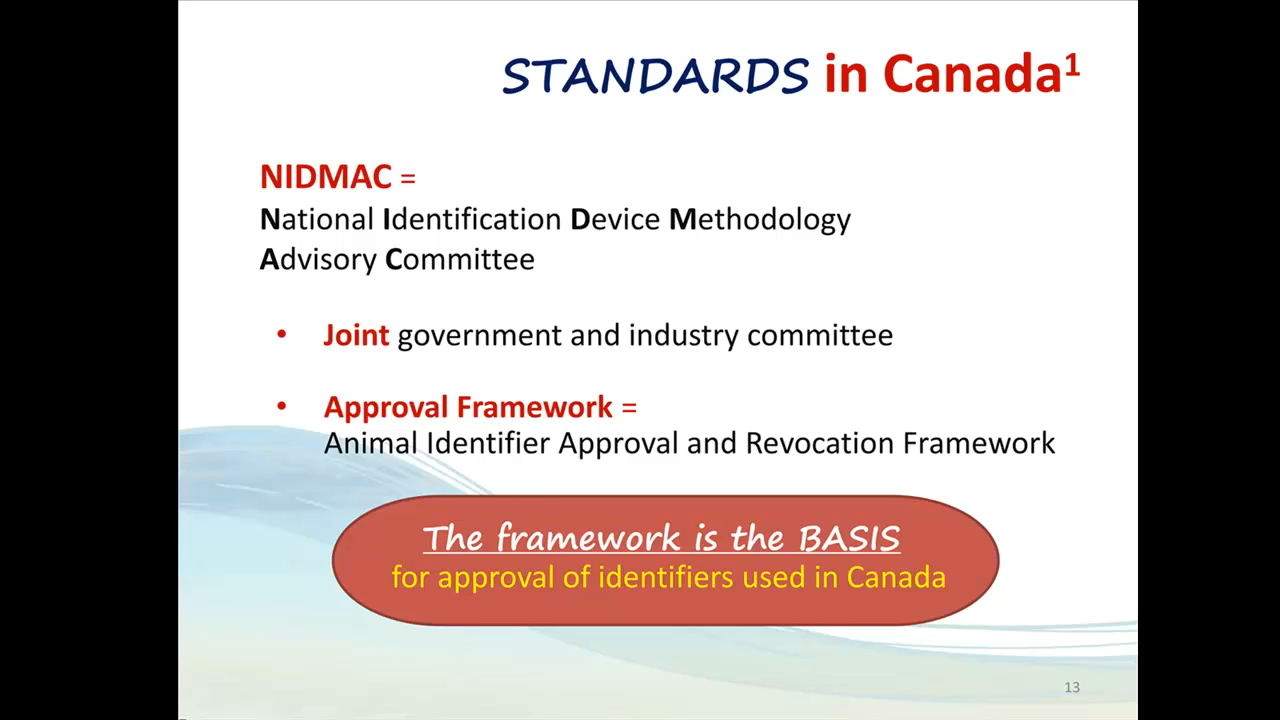 STANDARDS in Canada¹
NIDMAC =
National Identification Device Methodology
Advisory Committee
• Joint government and industry committee
• Approval Framework =
Animal Identifier Approval and Revocation Framework
The framework is the BASIS
for approval of identifiers used in Canada
13